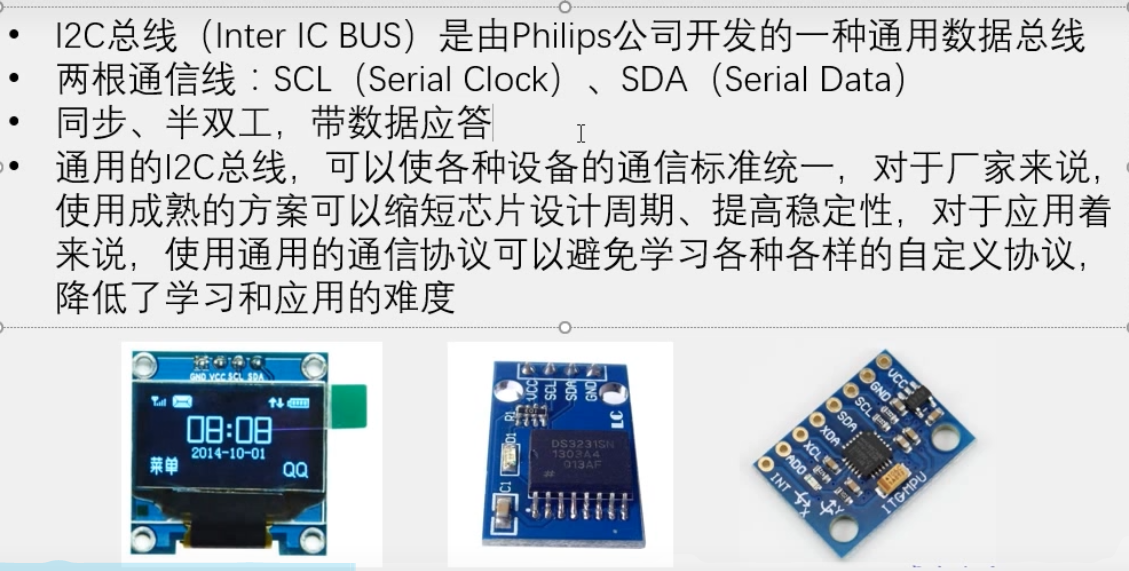 • I2C总线（Inter IC BUS）是由Philips公司开发的一种通用数据总线
• 两根通信线：SCL（Serial Clock）、SDA（Serial Data）
• 同步、半双工，带数据应答
• 通用的I2C总线，可以使各种设备的通信标准统一，对于厂家来说，
使用成熟的方案可以缩短芯片设计周期、提高稳定性，对于应用着
来说，使用通用的通信协议可以避免学习各种各样的自定义协议，
降低了学习和应用的难度
GND VCC SCL SDA
08:08
2014-10-01
菜单 QQ
VCC
SCL
SDA
GND
R1
D1
C1
DS3231SN
1303A4
013AF
VCC
GND
SCL
SDA
XDA
XCL
ADO
INT
X
Y
ITG/MPU